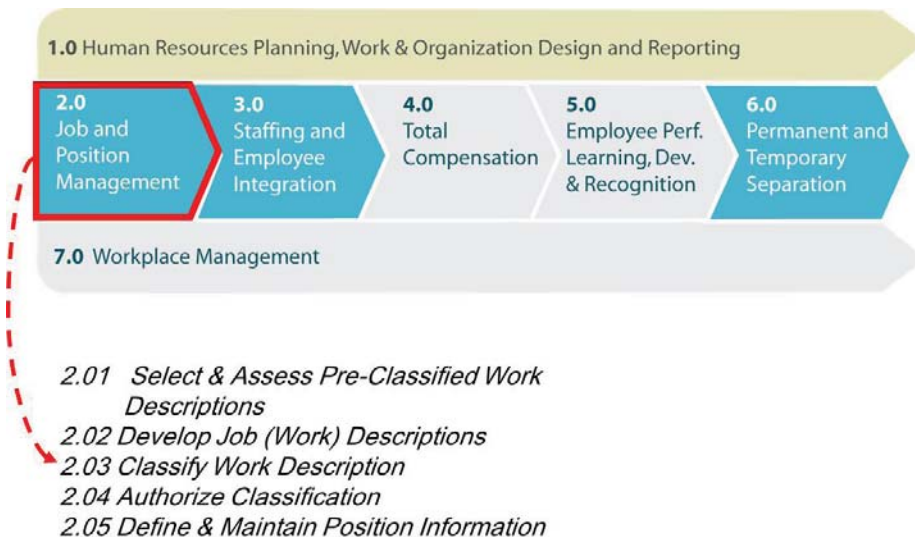 1.0 Human Resources Planning, Work & Organization Design and Reporting
2.0
Job and
Position
Management
3.0
Staffing and
Employee
Integration
4.0
Total
Compensation
5.0
Employee Perf.
Learning, Dev.
& Recognition
6.0
Permanent and
Temporary
Separation
7.0 Workplace Management
2.01 Select & Assess Pre-Classified Work
Descriptions
2.02 Develop Job (Work) Descriptions
2.03 Classify Work Description
2.04 Authorize Classification
2.05 Define & Maintain Position Information